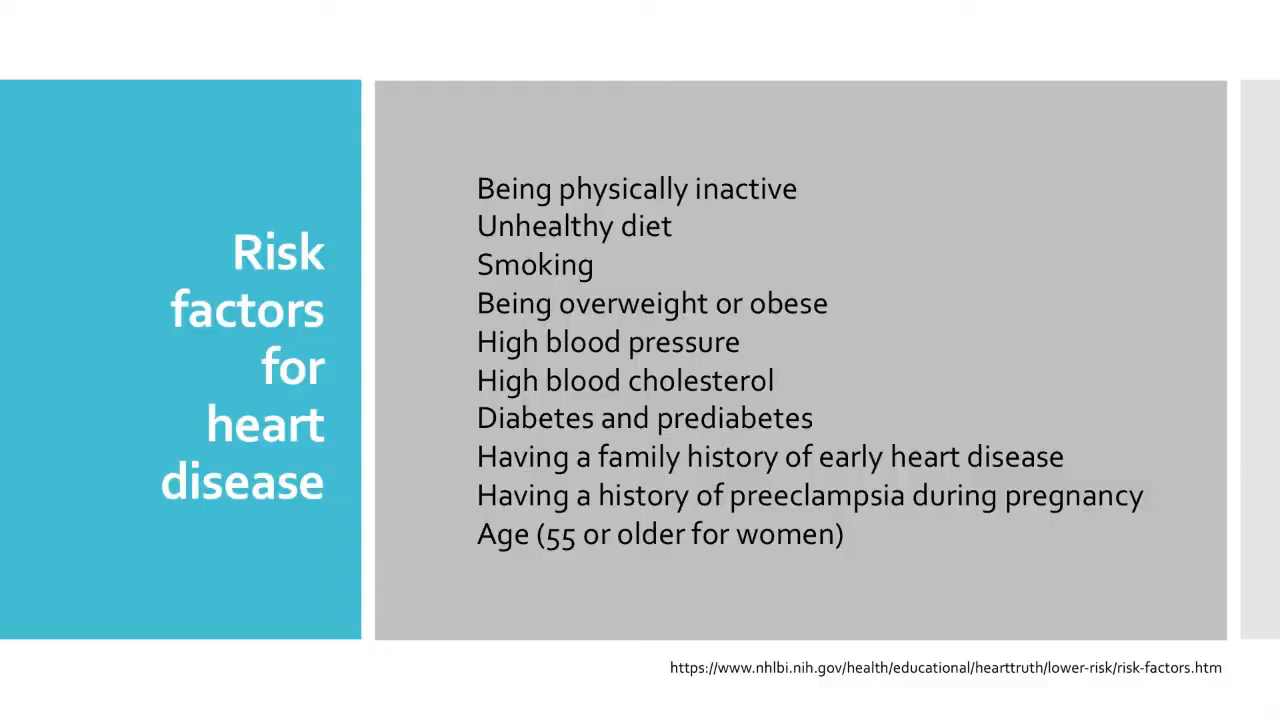 Risk
factors
for
heart
disease
Being physically inactive
Unhealthy diet
Smoking
Being overweight or obese
High blood pressure
High blood cholesterol
Diabetes and prediabetes
Having a family history of early heart disease
Having a history of preeclampsia during pregnancy
Age (55 or older for women)
https://www.nhlbi.nih.gov/health/educational/hearttruth/lower-risk/risk-factors.htm